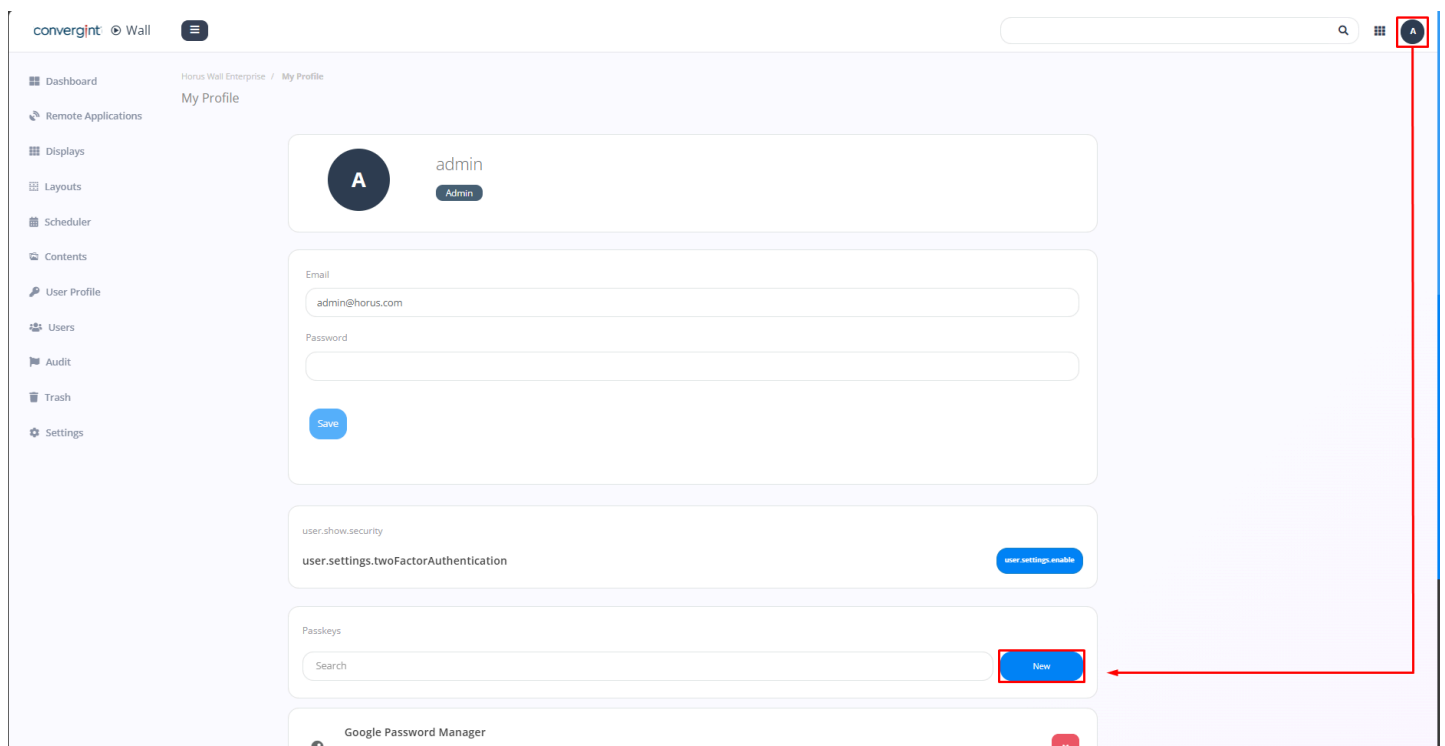 convergint Wall
A
Dashboard
Remote Applications
Displays
Layouts
Scheduler
Contents
User Profile
Users
Audit
Trash
Settings
Horus Wall Enterprise / My Profile
My Profile
A
admin
Admin
Email
admin@horus.com
Password
Save
user.show.security
user.settings.twoFactorAuthentication
user.settings.enable
Passkeys
Search
New
Google Password Manager